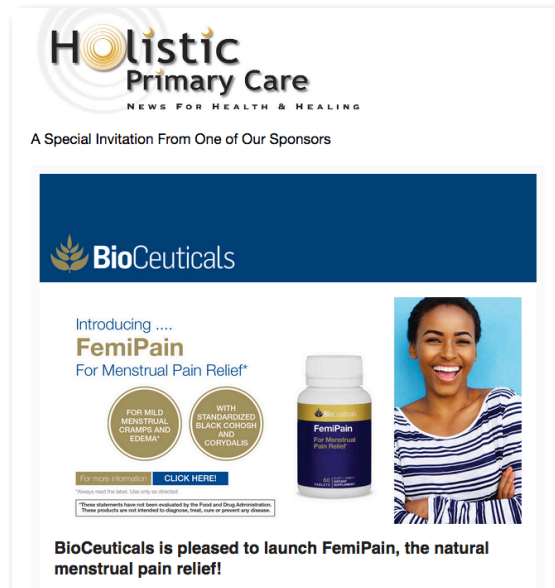 Holistic
Primary Care
NEWS FOR HEALTH & HEALING
A Special Invitation From One of Our Sponsors
BioCeuticals
Introducing ....
FemiPain
For Menstrual Pain Relief*
FOR MILD
MENSTRUAL
CRAMPS AND
EDEMA*
WITH
STANDARDIZED
BLACK COHOSH
AND
CORYDALIS
BioCeuticals
FemiPain
For Menstrual
Pain Relief*
60
TABLETS
DIETARY
SUPPLEMENT
For more information
CLICK HERE!
*Always read the label. Use only as directed.
*These statements have not been evaluated by the Food and Drug Administration.
These products are not intended to diagnose, treat, cure or prevent any disease.
BioCeuticals is pleased to launch FemiPain, the natural
menstrual pain relief!